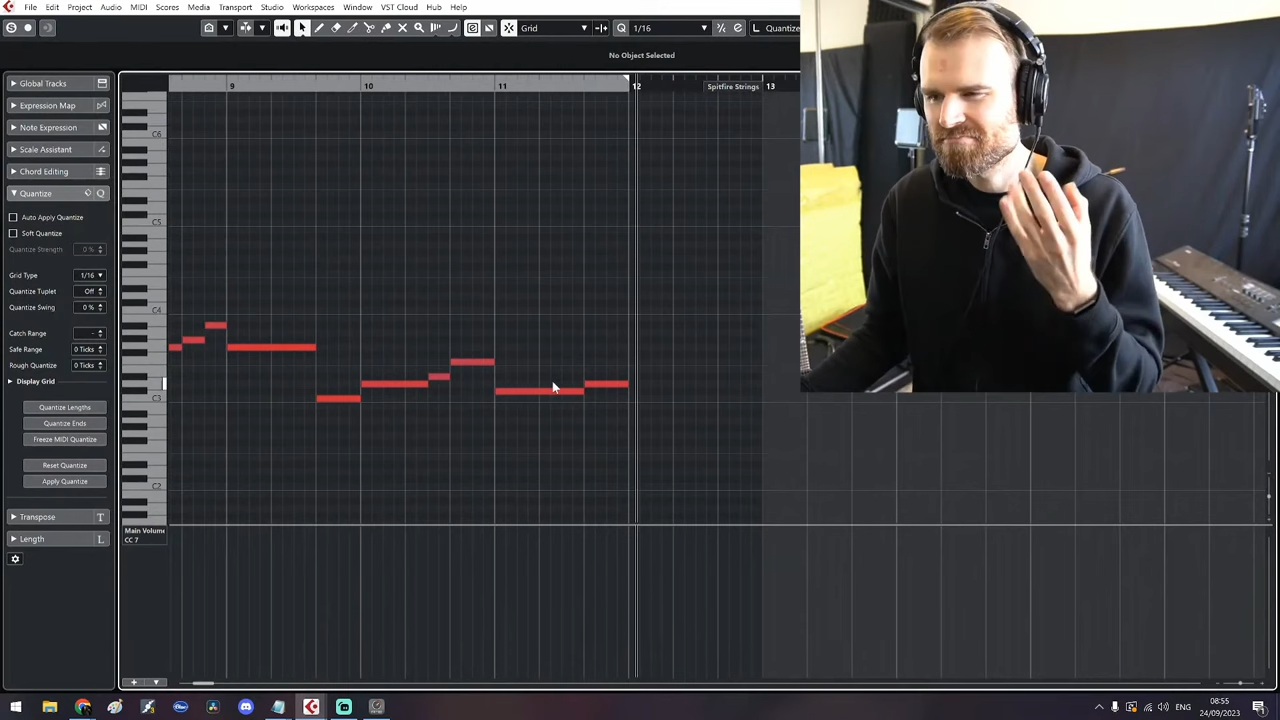 File Edit Project Audio MIDI Scores Media Transport Studio Workspaces Window VST Cloud Hub Help
S Grid Q 1/16 L Quantize
No Object Selected
Global Tracks
Expression Map
Note Expression
Scale Assistant
Chord Editing
Quantize Q
Auto Apply Quantize
Soft Quantize
Quantize Strength 0 %
Grid Type 1/16
Quantize Tuplet Off
Quantize Swing 0 %
Catch Range -
Safe Range 0 Ticks
Rough Quantize 0 Ticks
Display Grid
Quantize Lengths
Quantize Ends
Freeze MIDI Quantize
Reset Quantize
Apply Quantize
Transpose T
Length L
9 10 11 12 Spitfire Strings 13
C6
C5
C4
C3
C2
Main Volume
CC 7
ENG
08:55
24/09/2023